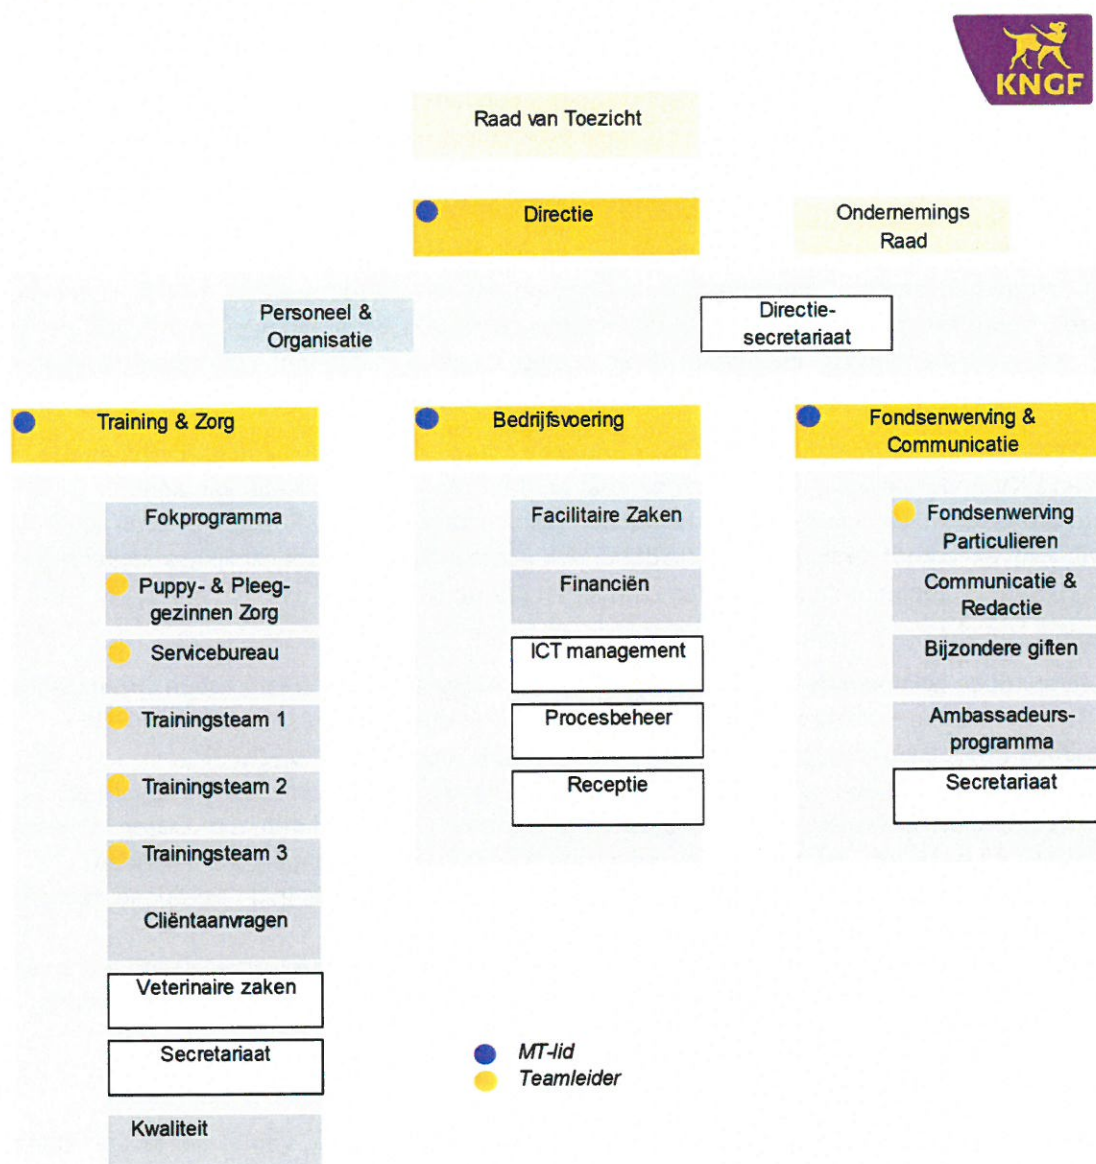 KNGF
Raad van Toezicht
Directie
Ondernemings
Raad
Personeel &
Organisatie
Directie-
secretariaat
Training & Zorg
Bedrijfsvoering
Fondsenwerving &
Communicatie
Fokprogramma
Puppy- & Pleeg-
gezinnen Zorg
Servicebureau
Trainingsteam 1
Trainingsteam 2
Trainingsteam 3
Cliëntaanvragen
Veterinaire zaken
Secretariaat
Kwaliteit
Facilitaire Zaken
Financiën
ICT management
Procesbeheer
Receptie
Fondsenwerving
Particulieren
Communicatie &
Redactie
Bijzondere giften
Ambassadeurs-
programma
Secretariaat
MT-lid
Teamleider